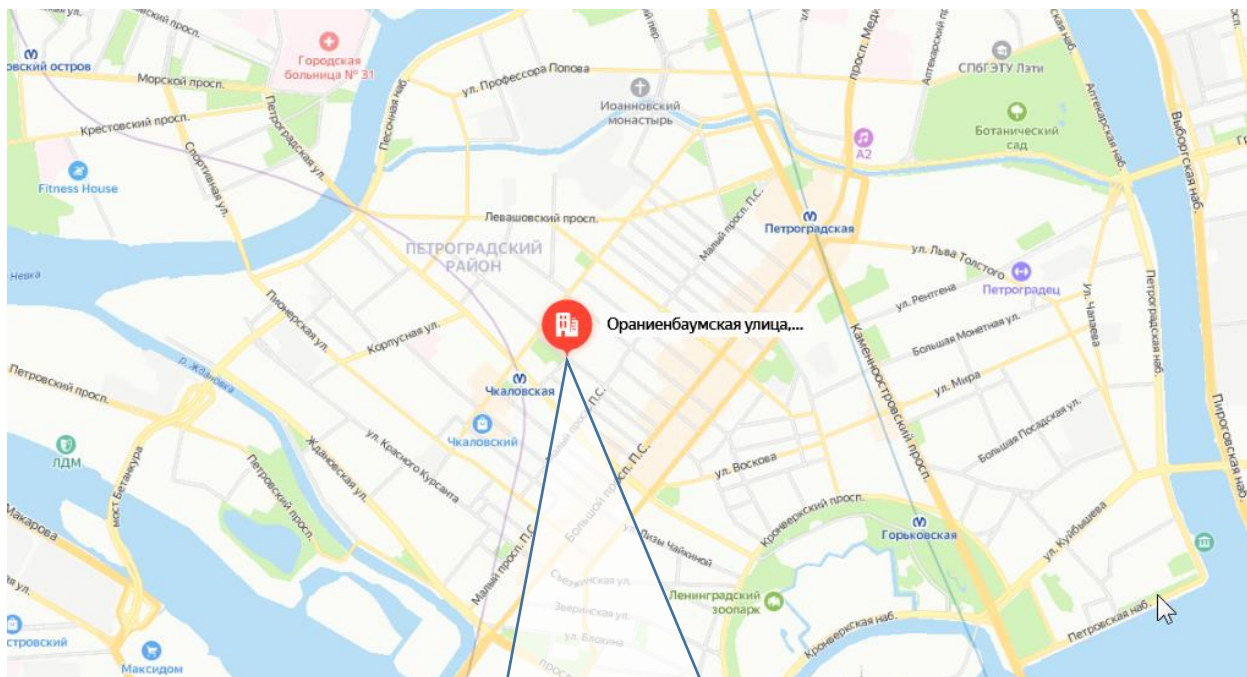 овский остров
Городская
больница № 31
Морской просп.
Крестовский просп.
Петроградская ул.
Песочная наб.
ул. Профессора Попова
Иоанновский
монастырь
просп. Меди
Аптекарский п
СПбГЭТУ Лэти
Ботанический
сад
Аптекарская наб.
Выборгская наб.
А2
Fitness House
Спортивная ул.
Левашовский просп.
Малый просп. П.С.
Петроградская
ПЕТРОГРАДСКИЙ
РАЙОН
ул. Льва Толстого
Петроградец
Невка
Пионерская ул.
Корпусная ул.
Ораниенбаумская улица,...
ул. Рентгена
Большая Монетная ул.
ул. Чапаева
Петроградская наб.
Каменноостровский просп.
р. Ждановка
Петровский просп.
Чкаловская
Малый просп. П.С.
Чкаловский
ул. Мира
Большая Посадская ул.
Пироговская наб.
ЛДМ
мост Бетанкура
Ждановская ул.
ул. Красного Курсанта
Петровский просп.
Большой просп. П.С.
ул. Воскова
Кронверкский просп.
Горьковская
ул. Куйбышева
Макарова
Малый просп. П.С.
ул. Лизы Чайкиной
Съезжинская ул.
Зверинская ул.
ул. Блохина
просп.
Ленинградский
зоопарк
Кронверкская наб.
Петровская наб.
стровский
Максидом